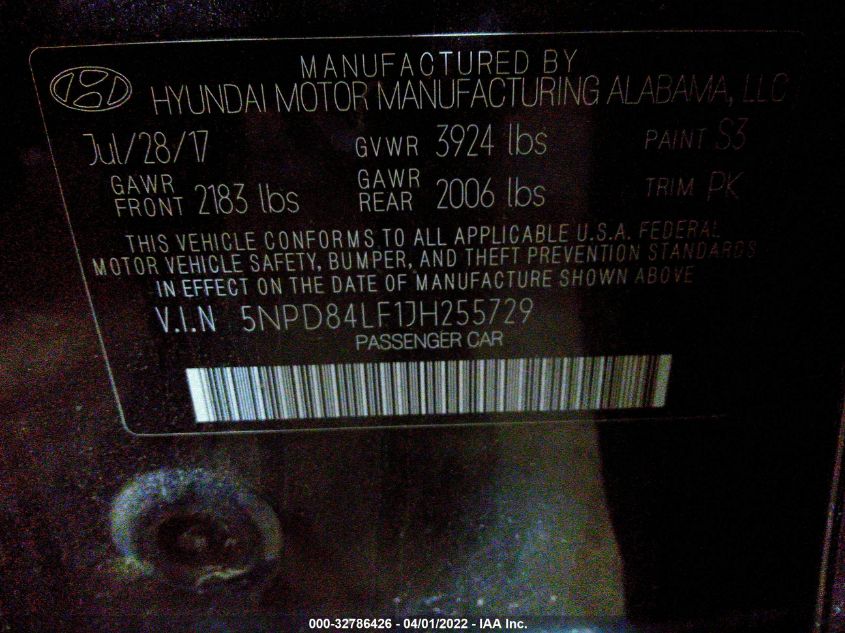 MANUFACTURED BY
HYUNDAI MOTOR MANUFACTURING ALABAMA, LLC
Jul/28/17 GVWR 3924 lbs PAINT S3
GAWR FRONT 2183 lbs GAWR REAR 2006 lbs TRIM PK
THIS VEHICLE CONFORMS TO ALL APPLICABLE U.S.A. FEDERAL
MOTOR VEHICLE SAFETY, BUMPER, AND THEFT PREVENTION STANDARDS
IN EFFECT ON THE DATE OF MANUFACTURE SHOWN ABOVE
V.I.N 5NPD84LF1JH255729
PASSENGER CAR
000-32786426 - 04/01/2022 - IAA Inc.